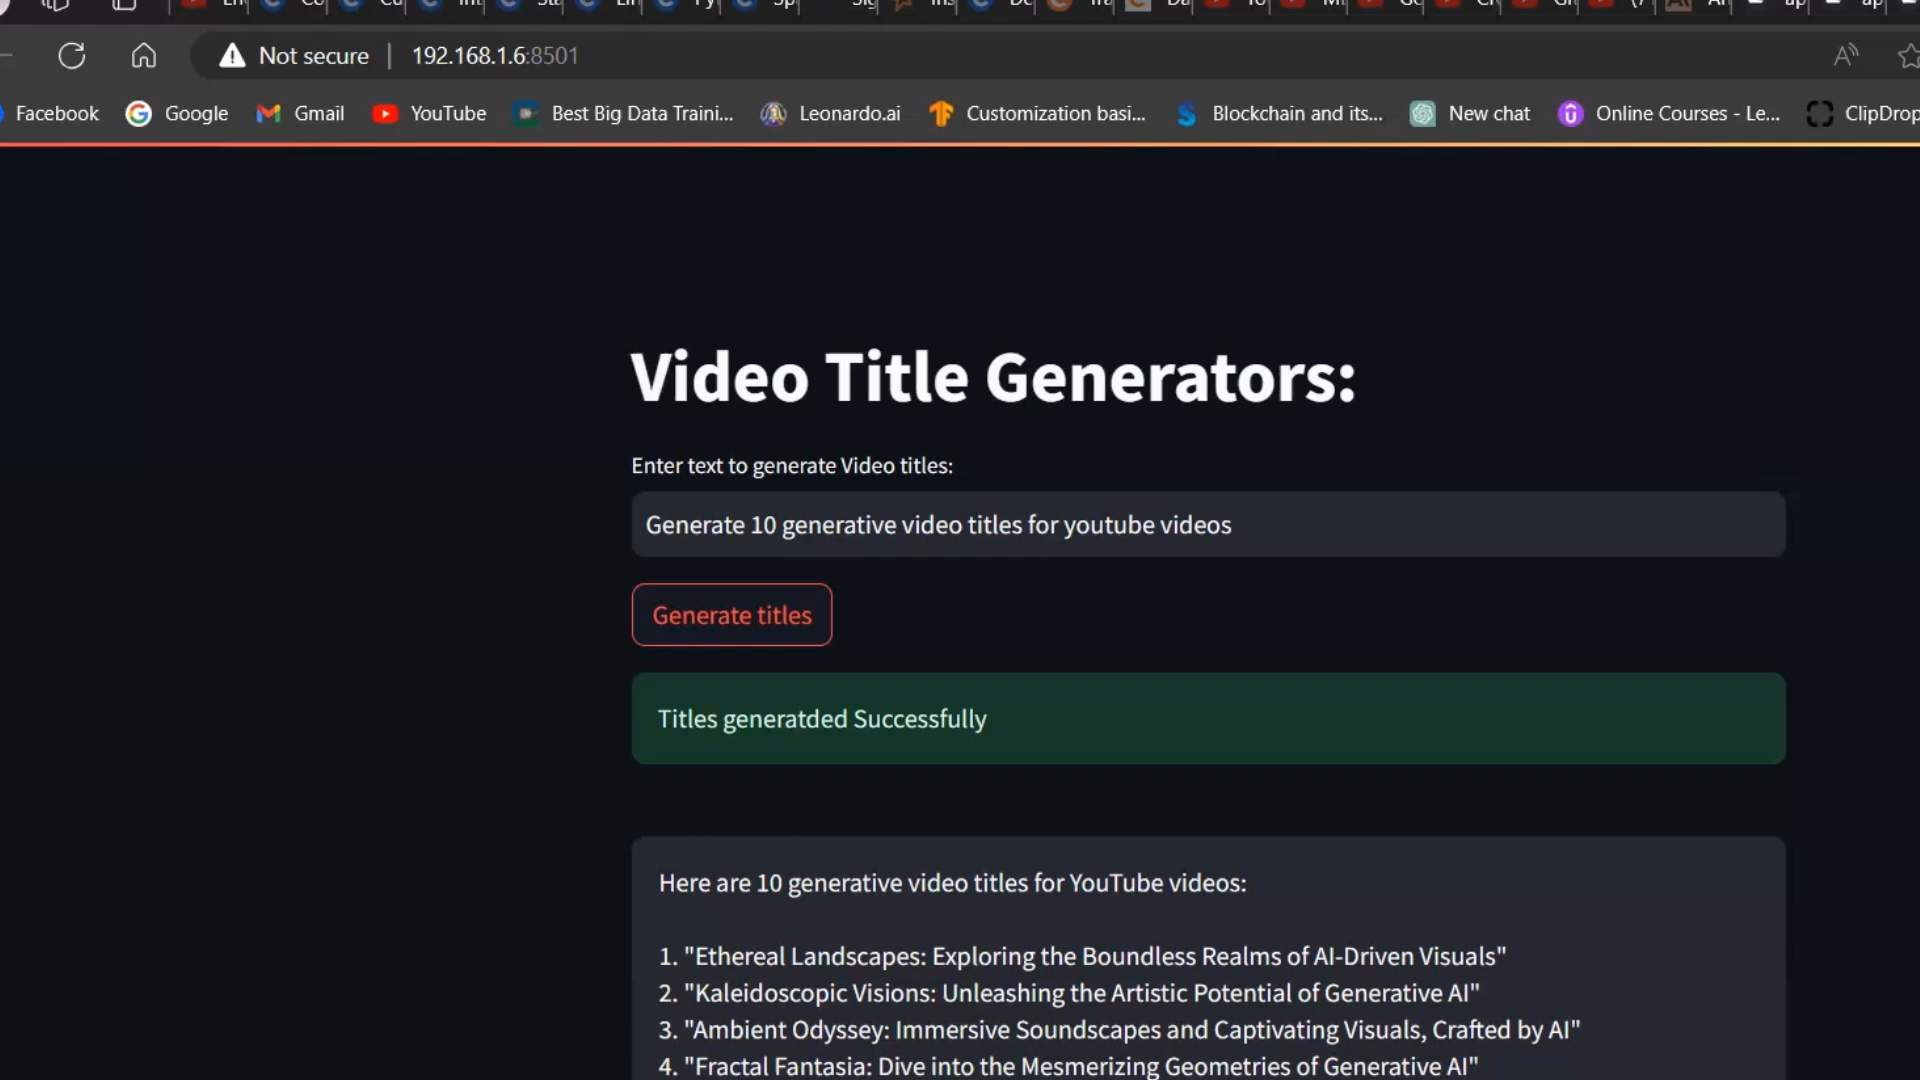 Not secure | 192.168.1.6:8501
Facebook Google Gmail YouTube Best Big Data Traini... Leonardo.ai Customization basi... Blockchain and its... New chat Online Courses - Le... ClipDrop
Video Title Generators:
Enter text to generate Video titles:
Generate 10 generative video titles for youtube videos
Generate titles
Titles generatded Successfully
Here are 10 generative video titles for YouTube videos:
1. "Ethereal Landscapes: Exploring the Boundless Realms of AI-Driven Visuals"
2. "Kaleidoscopic Visions: Unleashing the Artistic Potential of Generative AI"
3. "Ambient Odyssey: Immersive Soundscapes and Captivating Visuals, Crafted by AI"
4. "Fractal Fantasia: Dive into the Mesmerizing Geometries of Generative AI"